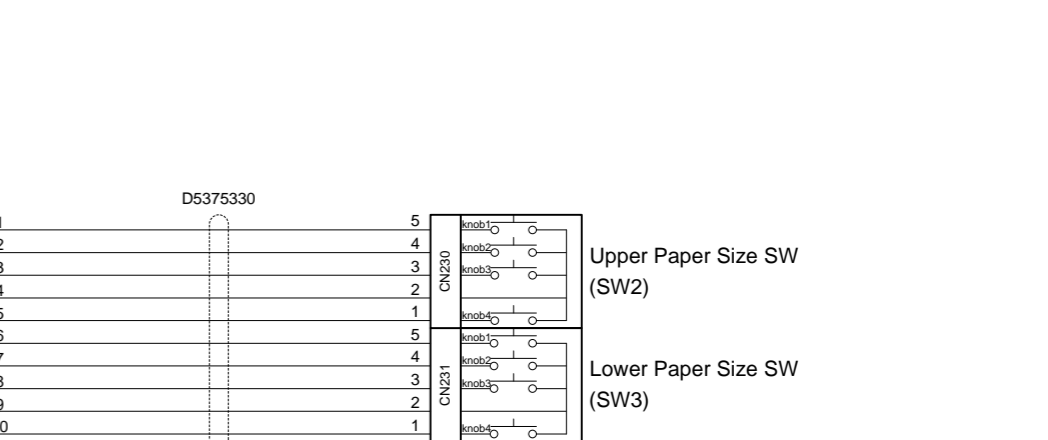 D5375330
1 5 knob1
2 4 knob2
3 3 knob3
4 2
5 1 knob4
CN230
Upper Paper Size SW
(SW2)
6 5 knob1
7 4 knob2
8 3 knob3
9 2
0 1 knob4
CN231
Lower Paper Size SW
(SW3)